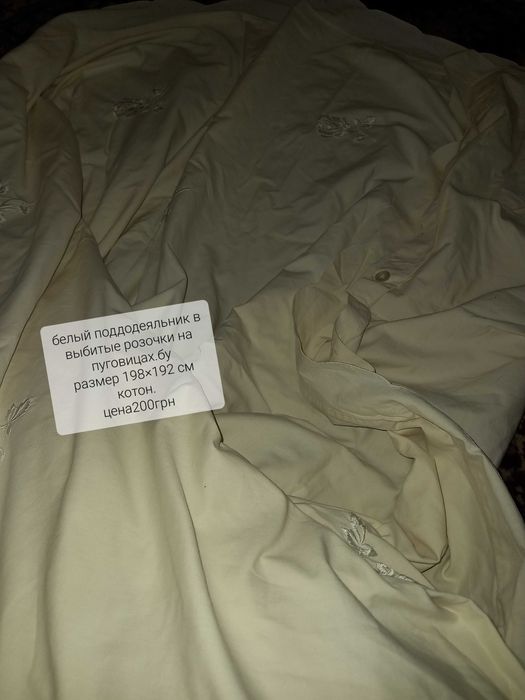 белый поддодеяльник в
выбитые розочки на
пуговицах.бу
размер 198×192 см
котон.
цена200грн